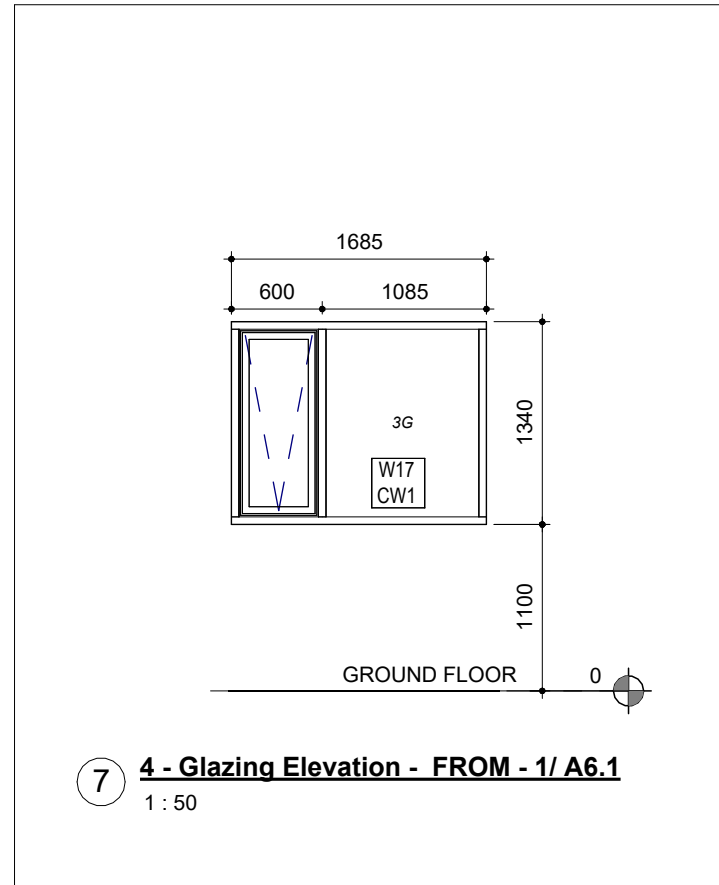 1685
600
1085
3G
W17
CW1
1340
1100
GROUND FLOOR
0
7
4 - Glazing Elevation - FROM - 1/ A6.1
1 : 50